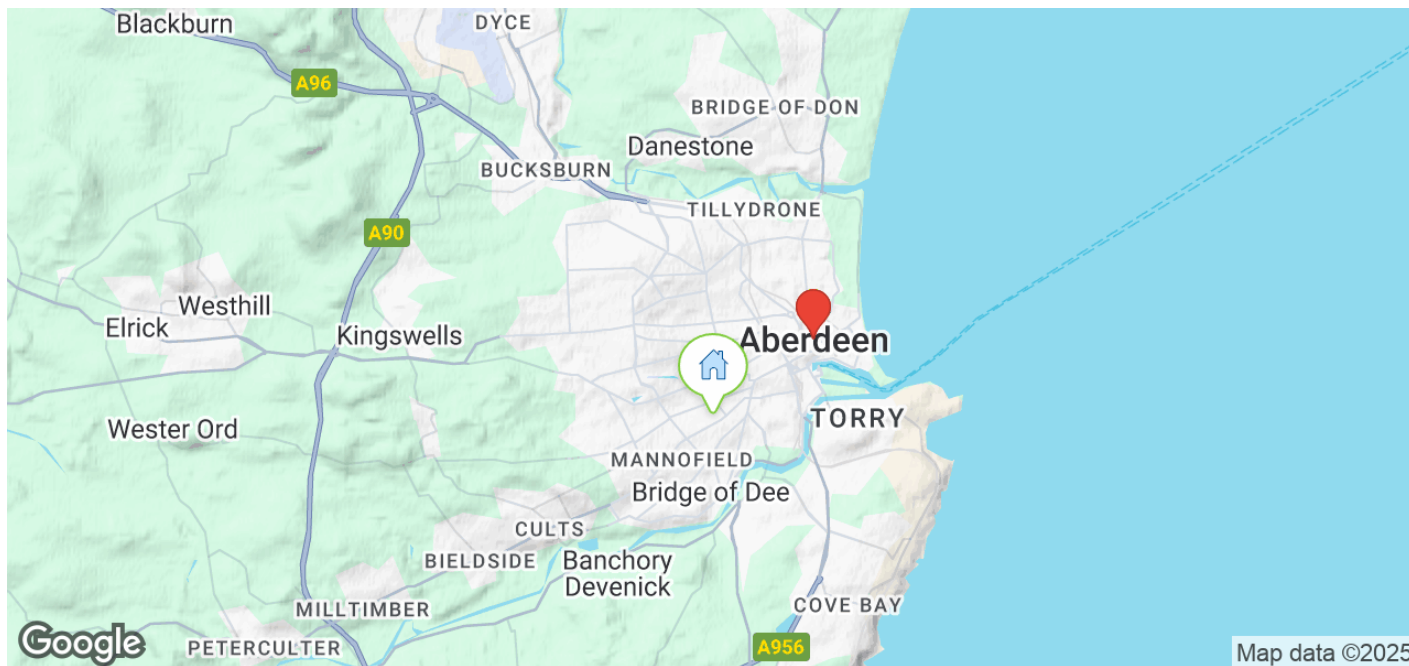 Blackburn
DYCE
A96
BRIDGE OF DON
Danestone
BUCKSBURN
TILLYDRONE
A90
Westhill
Elrick
Kingswells
Aberdeen
TORRY
Wester Ord
MANNOFIELD
Bridge of Dee
CULTS
BIELDSIDE
Banchory
Devenick
MILLTIMBER
COVE BAY
PETERCULTER
A956
Google
Map data ©2025